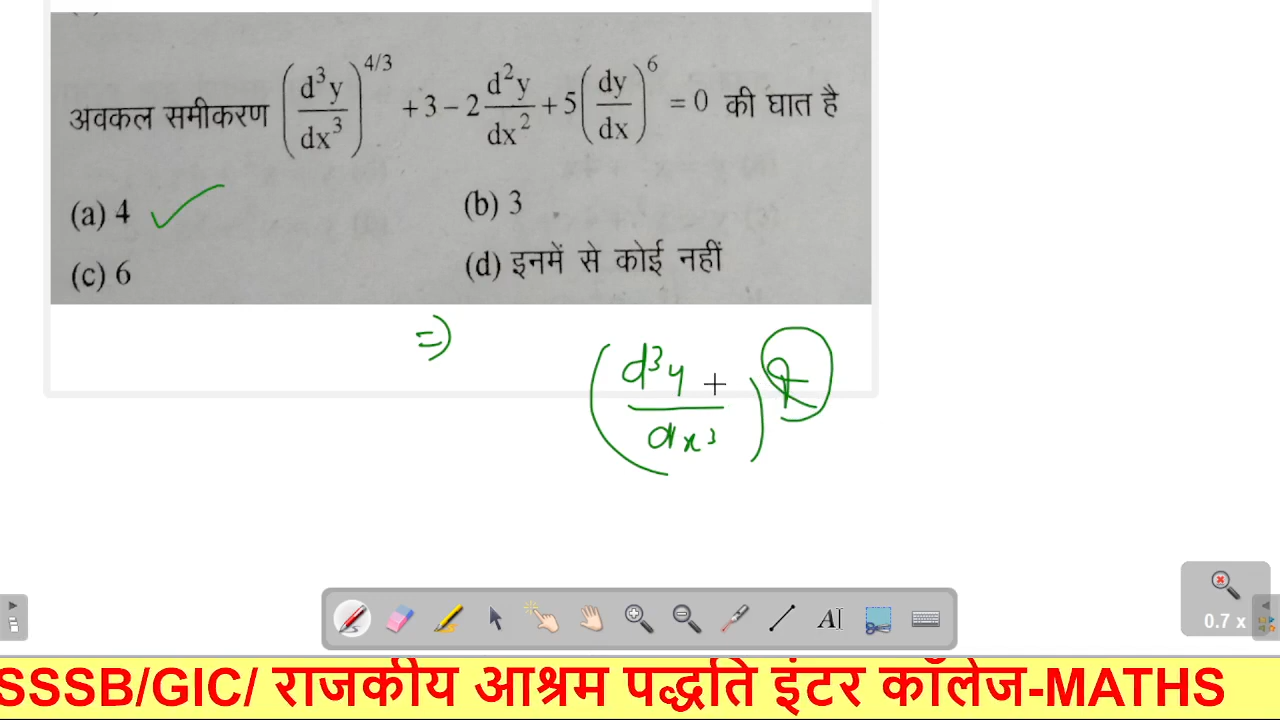 अवकल समीकरण (d³y/dx³)^4/3 + 3 − 2 d²y/dx² + 5(dy/dx)^6 = 0 की घात है
(a) 4 (b) 3
(c) 6 (d) इनमें से कोई नहीं
=)
(d³y/dx³)
AI
0.7 x
SSSB/GIC/ राजकीय आश्रम पद्धति इंटर कॉलेज-MATHS